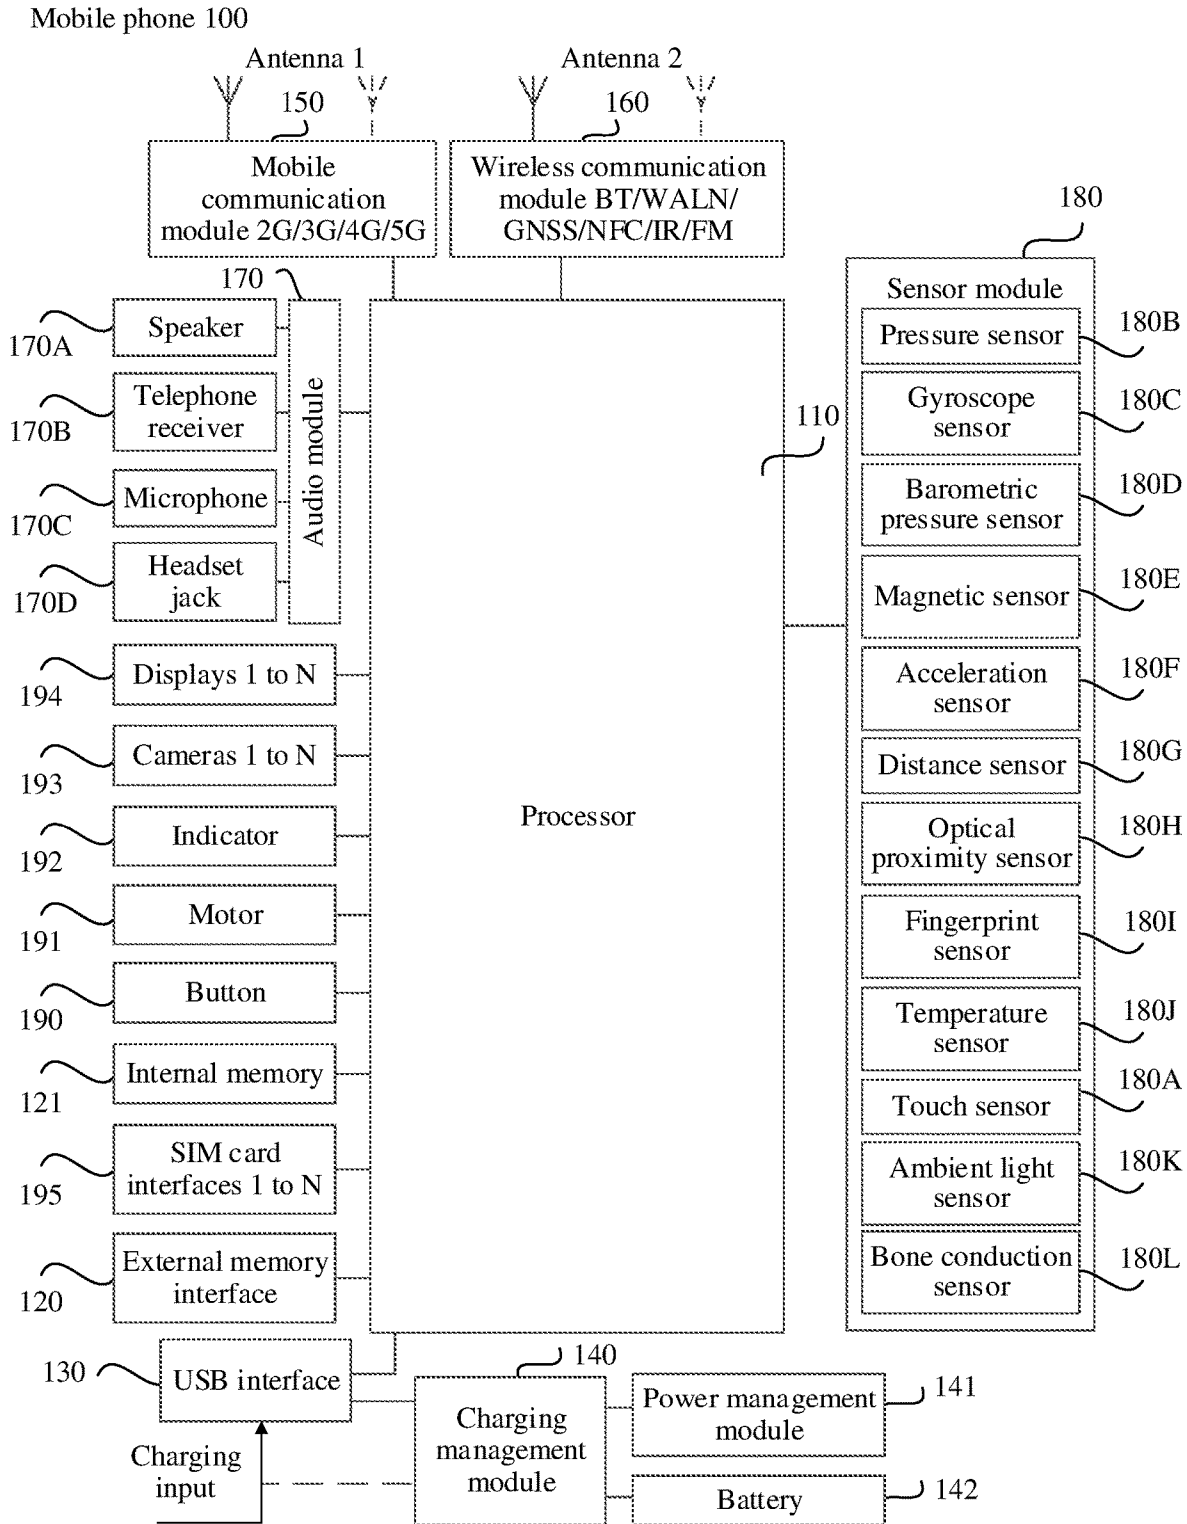 Mobile phone 100
Antenna 1
Antenna 2
150
160
Mobile
communication
module 2G/3G/4G/5G
Wireless communication
module BT/WALN/
GNSS/NFC/IR/FM
170
180
Sensor module
Speaker
170A
Telephone
receiver
170B
Microphone
170C
Headset
jack
170D
Audio module
110
Processor
Pressure sensor
180B
Gyroscope
sensor
180C
Barometric
pressure sensor
180D
Magnetic sensor
180E
Acceleration
sensor
180F
Distance sensor
180G
Optical
proximity sensor
180H
Fingerprint
sensor
180I
Temperature
sensor
180J
Touch sensor
180A
Ambient light
sensor
180K
Bone conduction
sensor
180L
Displays 1 to N
194
Cameras 1 to N
193
Indicator
192
Motor
191
Button
190
Internal memory
121
SIM card
interfaces 1 to N
195
External memory
interface
120
130
USB interface
140
Charging
management
module
Power management
module
141
Battery
142
Charging
input